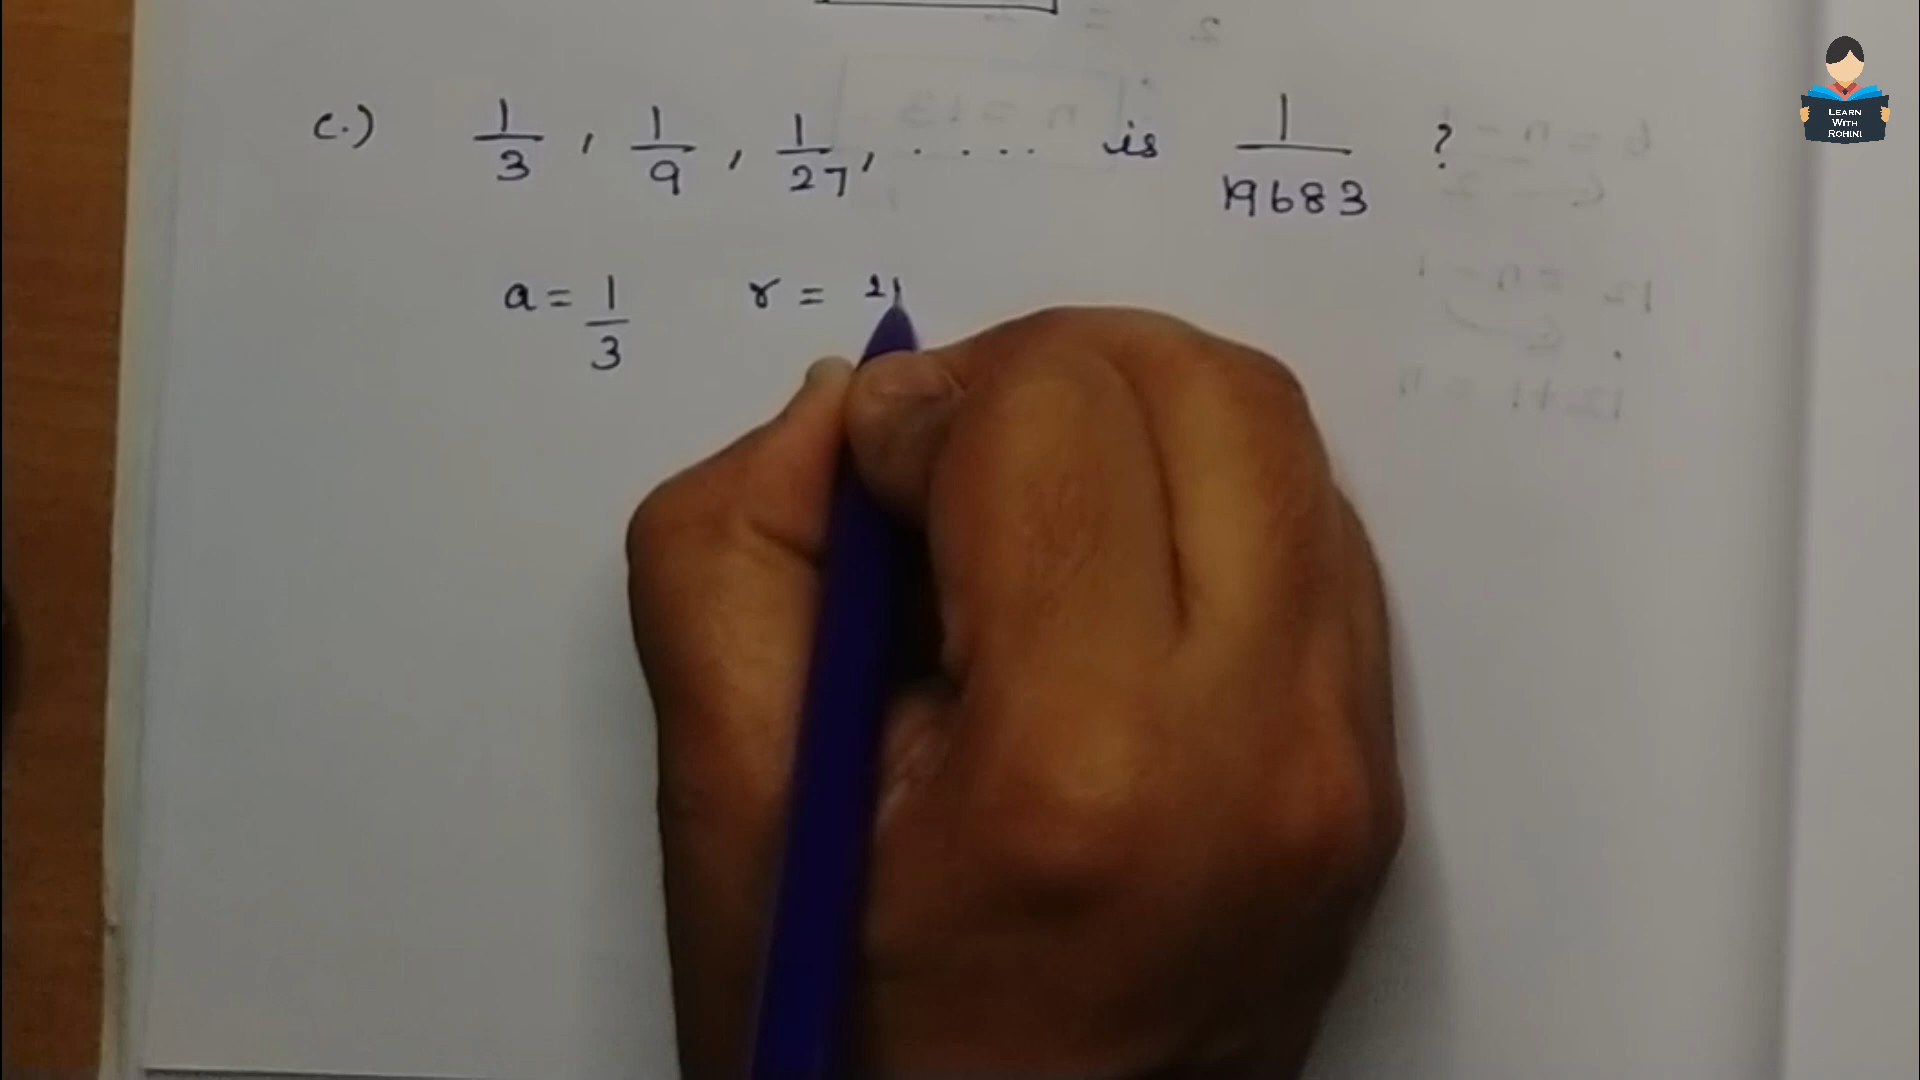 c.) 1/3 , 1/9 , 1/27 , . . . . is 1/19683 ?
a = 1/3 r =
LEARN
WITH
ROHINI